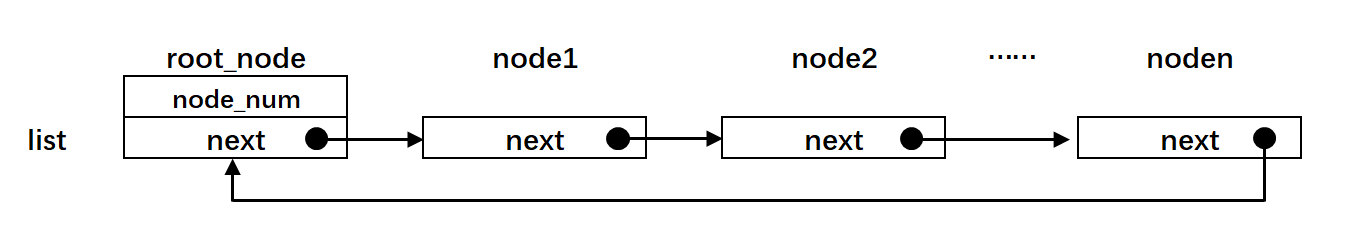 root_node node1 node2 …… noden
node_num
list next next next next